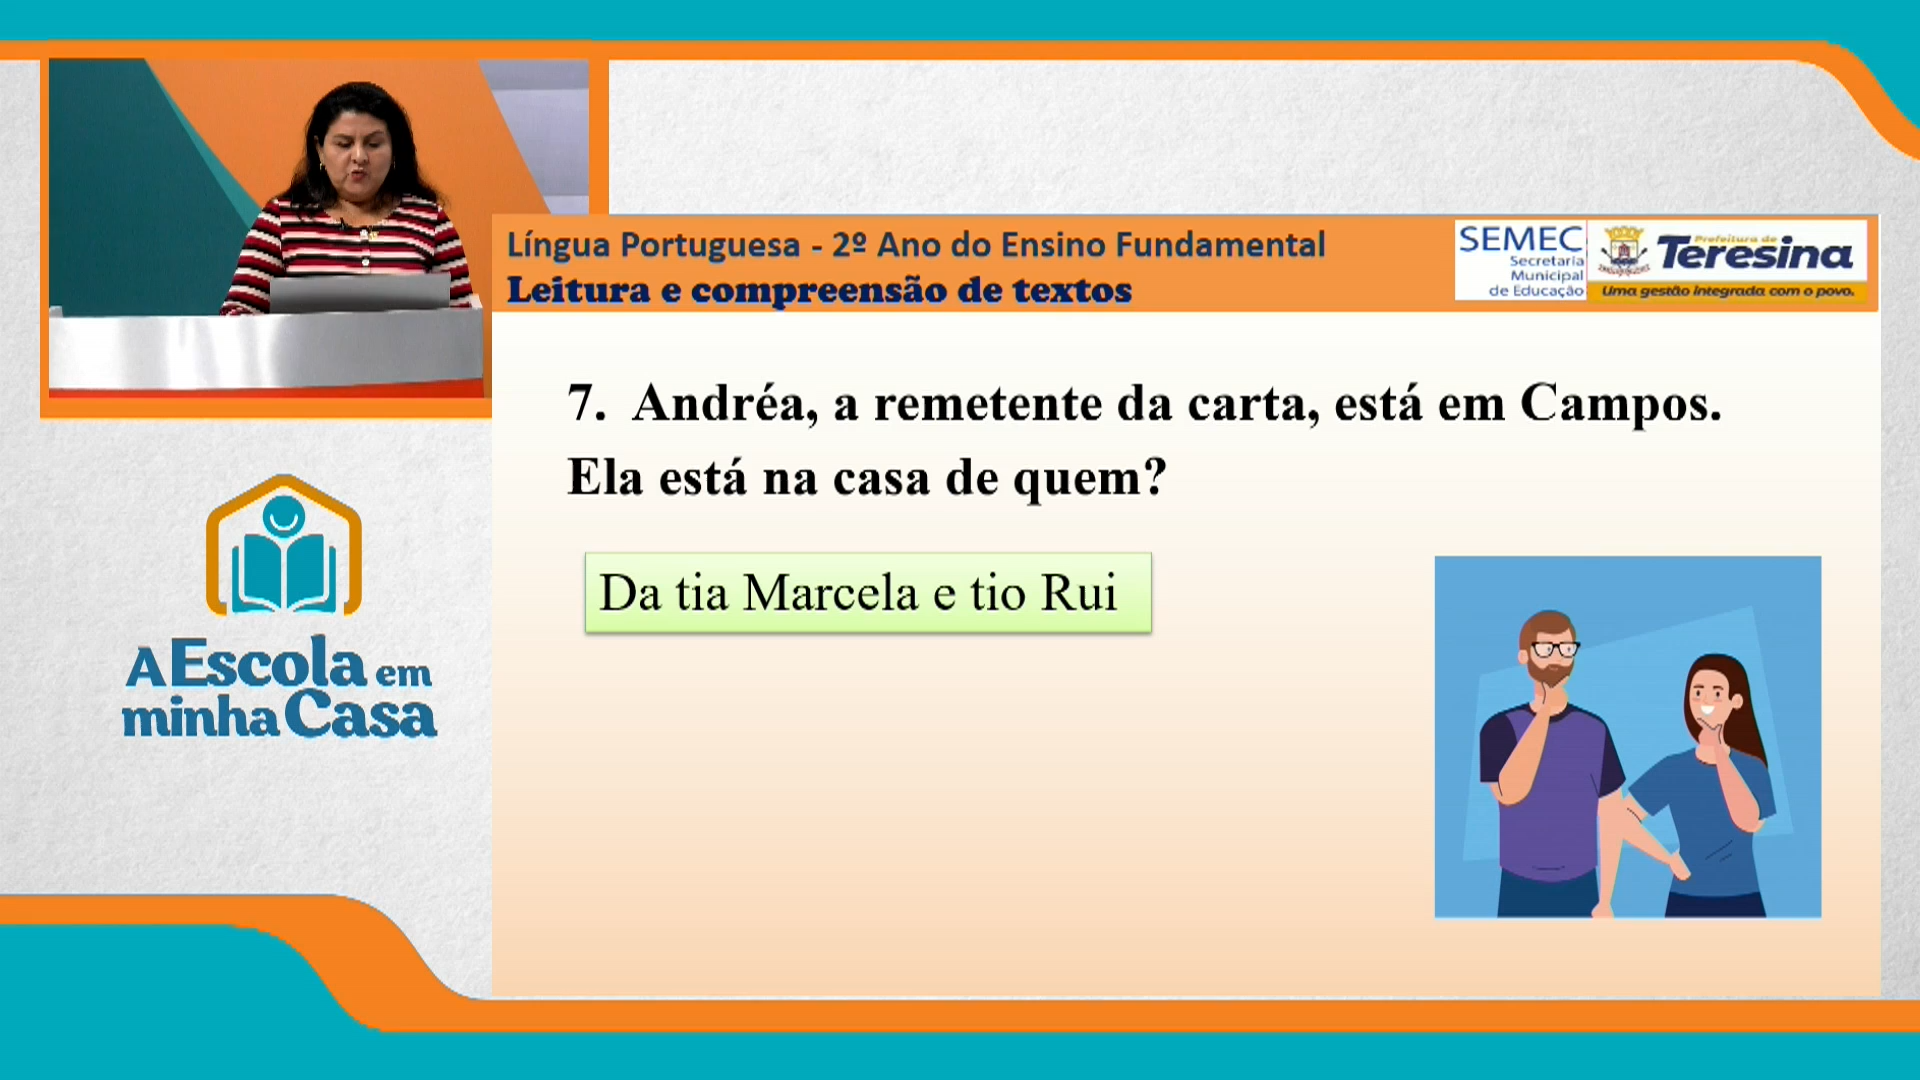 Língua Portuguesa - 2º Ano do Ensino Fundamental
Leitura e compreensão de textos
SEMEC
Secretaria
Municipal
de Educação
Prefeitura de
Teresina
Uma gestão integrada com o povo.
7. Andréa, a remetente da carta, está em Campos.
Ela está na casa de quem?
Da tia Marcela e tio Rui
A Escola em
minha Casa